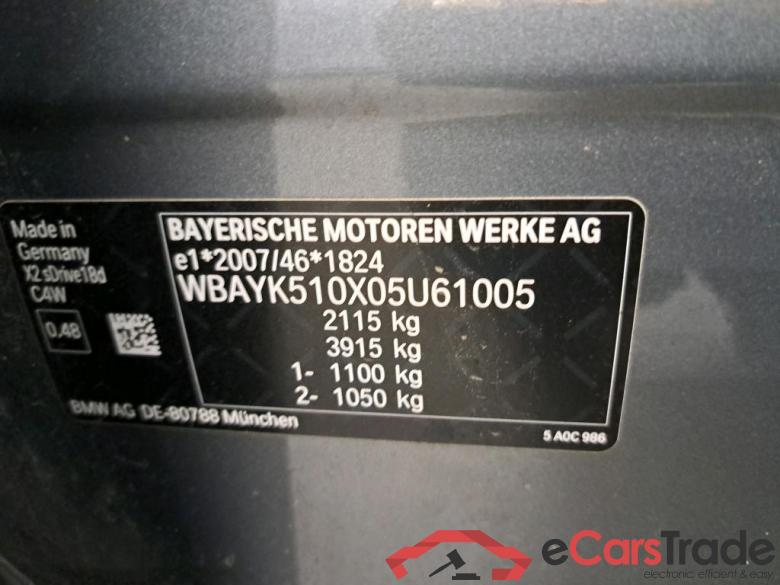 Made in
Germany
X2 sDrive18d
C4W
0,48
BAYERISCHE MOTOREN WERKE AG
e1*2007/46*1824
WBAYK510X05U61005
2115 kg
3915 kg
1- 1100 kg
2- 1050 kg
BMW AG DE-80788 München
5 A0C 986
eCarsTrade
electronic, efficient & easy